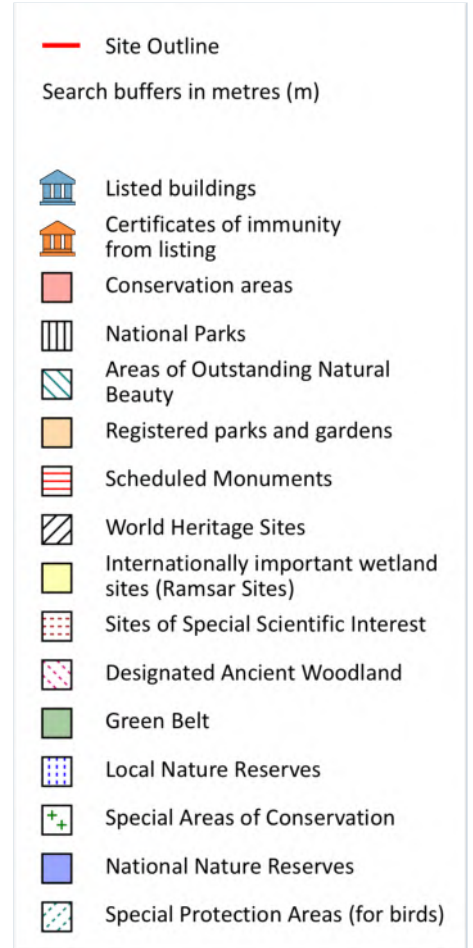 Site Outline
Search buffers in metres (m)
Listed buildings
Certificates of immunity
from listing
Conservation areas
National Parks
Areas of Outstanding Natural
Beauty
Registered parks and gardens
Scheduled Monuments
World Heritage Sites
Internationally important wetland
sites (Ramsar Sites)
Sites of Special Scientific Interest
Designated Ancient Woodland
Green Belt
Local Nature Reserves
Special Areas of Conservation
National Nature Reserves
Special Protection Areas (for birds)